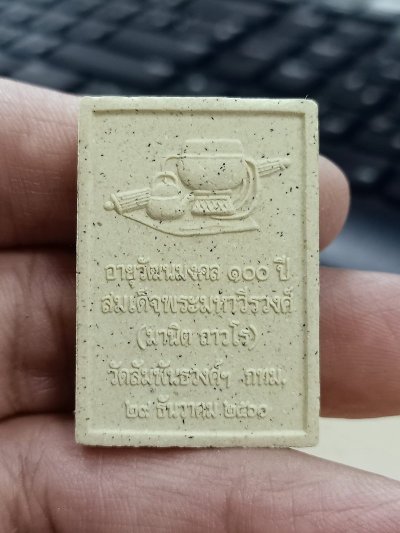 อายุวัฒนมงคล ๑๐๐ ปี
สมเด็จพระมหาวีรวงศ์
(มานิต ถาวโร)
วัดสัมพันธวงศ์ฯ กทม.
๒๙ ธันวาคม ๒๕๖๐